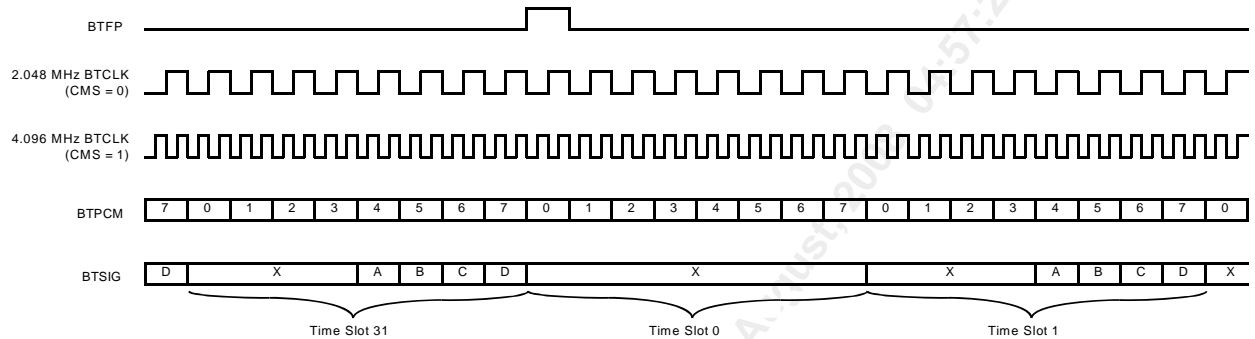 BTFP
2.048 MHz BTCLK
(CMS = 0)
4.096 MHz BTCLK
(CMS = 1)
BTPCM 7 0 1 2 3 4 5 6 7 0 1 2 3 4 5 6 7 0 1 2 3 4 5 6 7 0
BTSIG D X A B C D X X A B C D X
Time Slot 31 Time Slot 0 Time Slot 1